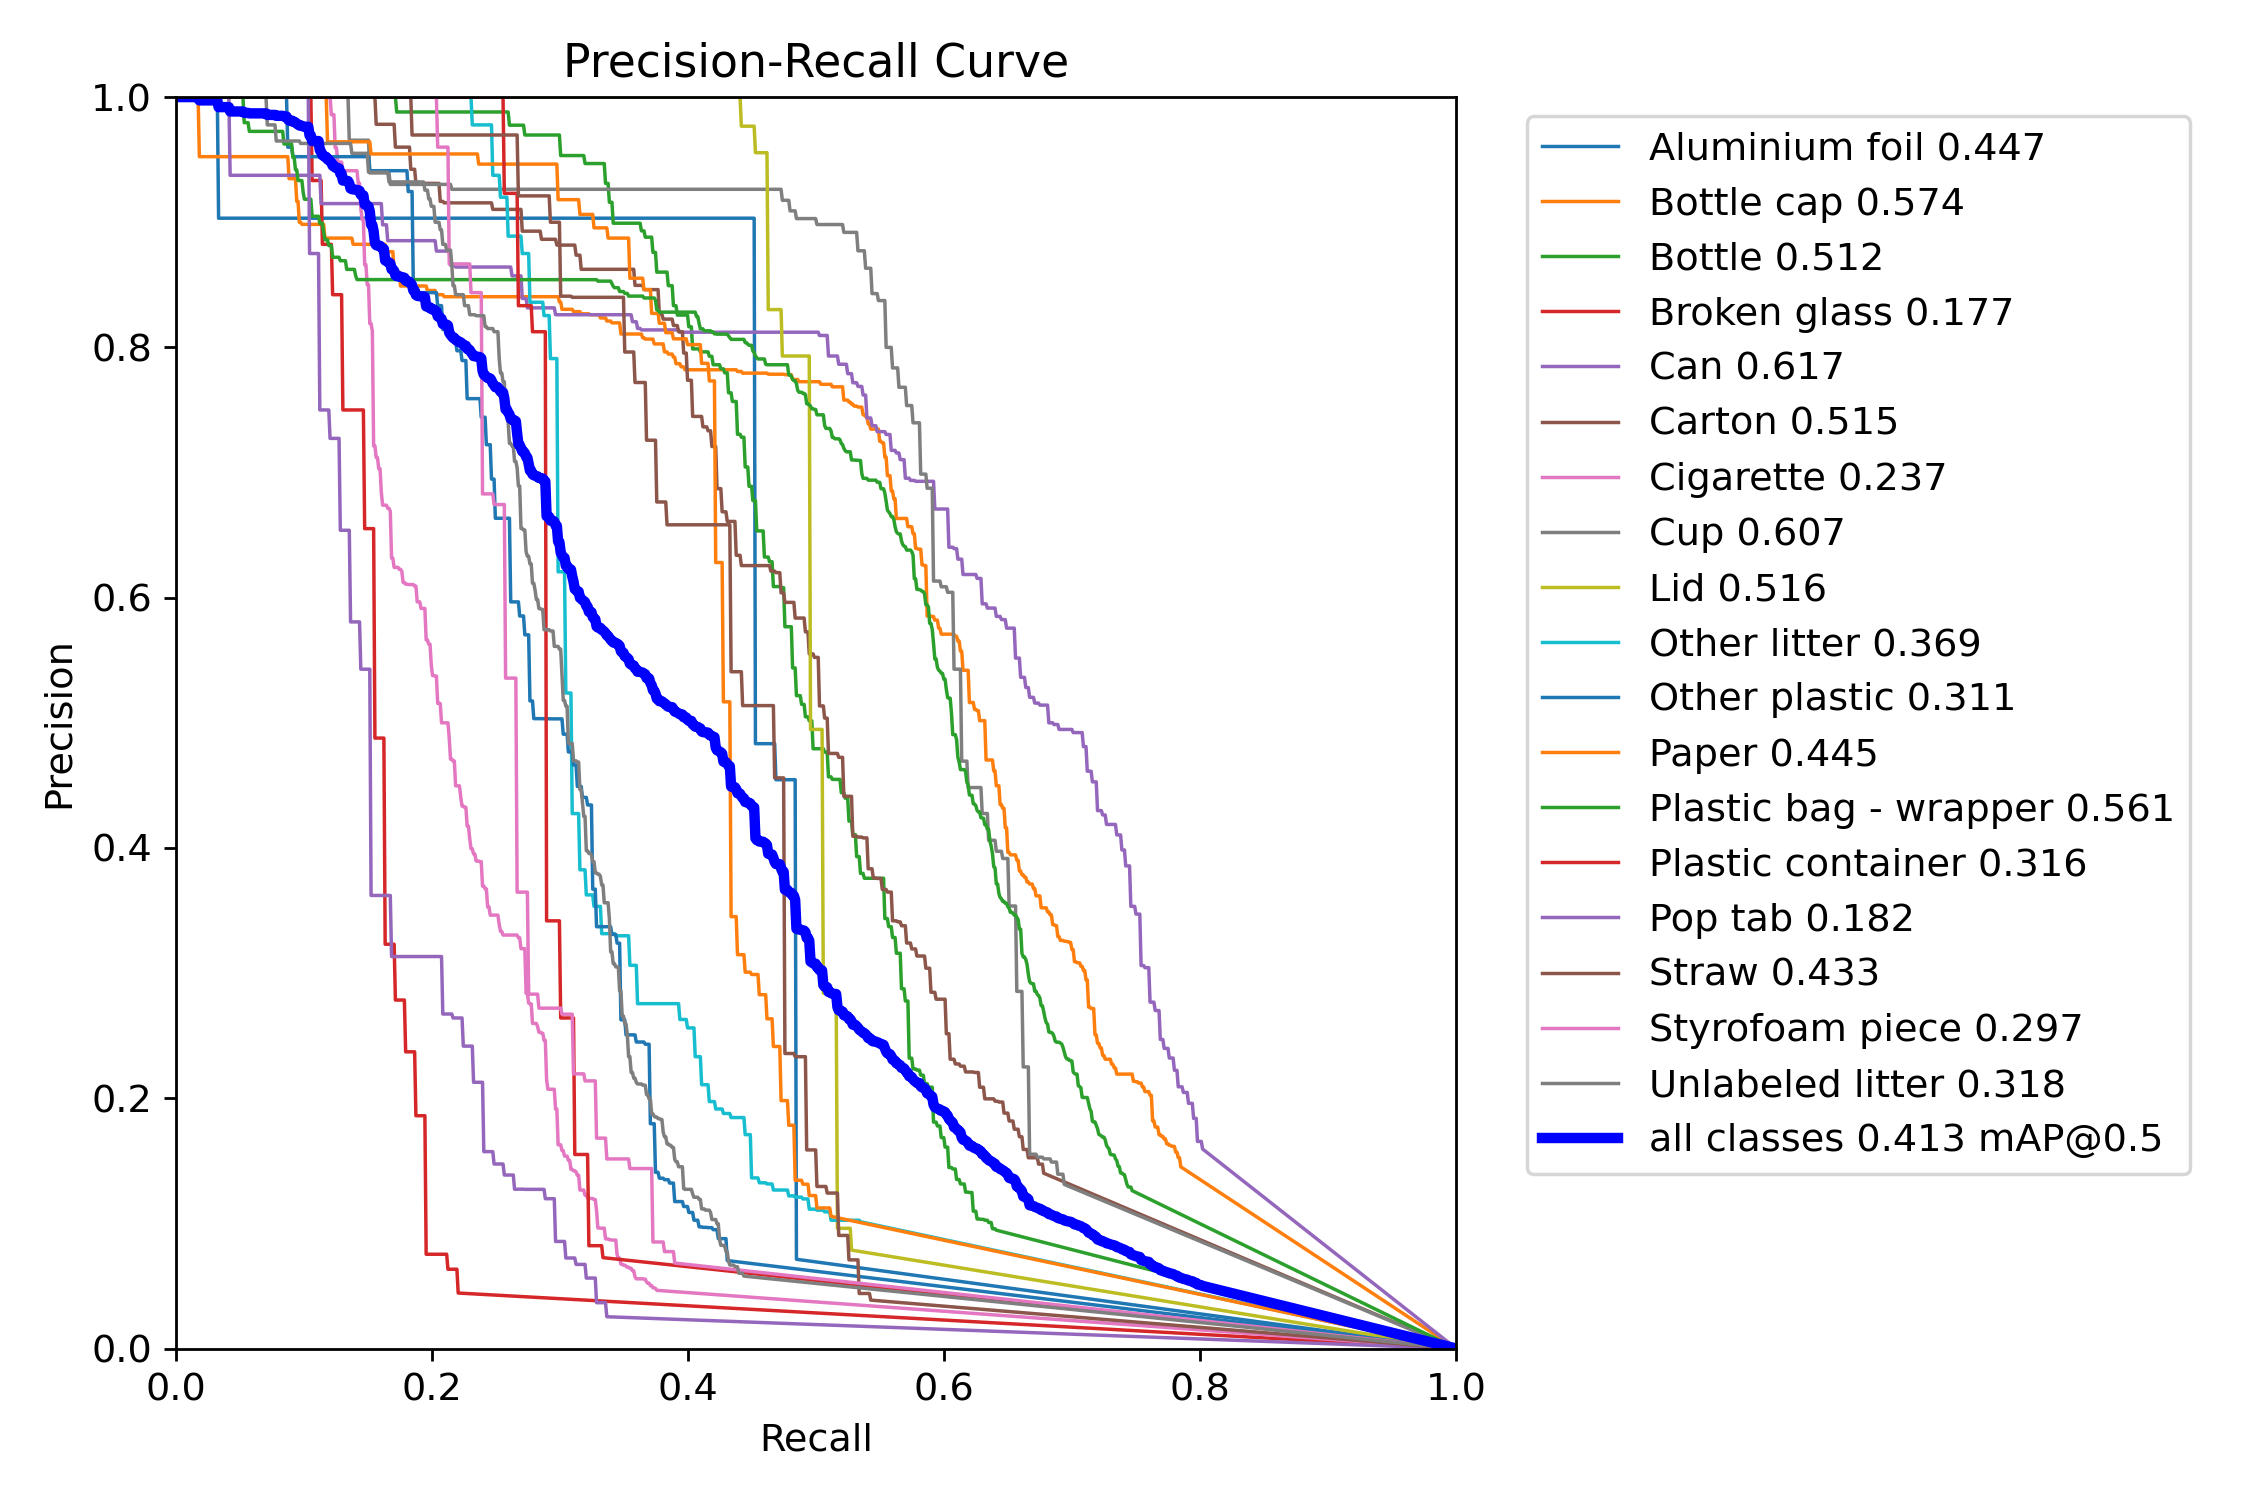 Precision-Recall Curve
1.0
0.8
0.6
0.4
0.2
0.0
Precision
0.0 0.2 0.4 0.6 0.8 1.0
Recall
Aluminium foil 0.447
Bottle cap 0.574
Bottle 0.512
Broken glass 0.177
Can 0.617
Carton 0.515
Cigarette 0.237
Cup 0.607
Lid 0.516
Other litter 0.369
Other plastic 0.311
Paper 0.445
Plastic bag - wrapper 0.561
Plastic container 0.316
Pop tab 0.182
Straw 0.433
Styrofoam piece 0.297
Unlabeled litter 0.318
all classes 0.413 mAP@0.5